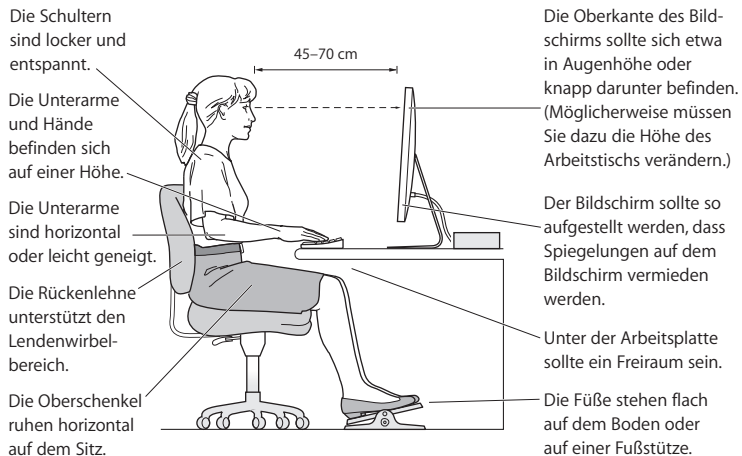 Die Schultern
sind locker und
entspannt.
Die Unterarme
und Hände
befinden sich
auf einer Höhe.
Die Unterarme
sind horizontal
oder leicht geneigt.
Die Rückenlehne
unterstützt den
Lendenwirbel-
bereich.
Die Oberschenkel
ruhen horizontal
auf dem Sitz.
45–70 cm
Die Oberkante des Bild-
schirms sollte sich etwa
in Augenhöhe oder
knapp darunter befinden.
(Möglicherweise müssen
Sie dazu die Höhe des
Arbeitstischs verändern.)
Der Bildschirm sollte so
aufgestellt werden, dass
Spiegelungen auf dem
Bildschirm vermieden
werden.
Unter der Arbeitsplatte
sollte ein Freiraum sein.
Die Füße stehen flach
auf dem Boden oder
auf einer Fußstütze.